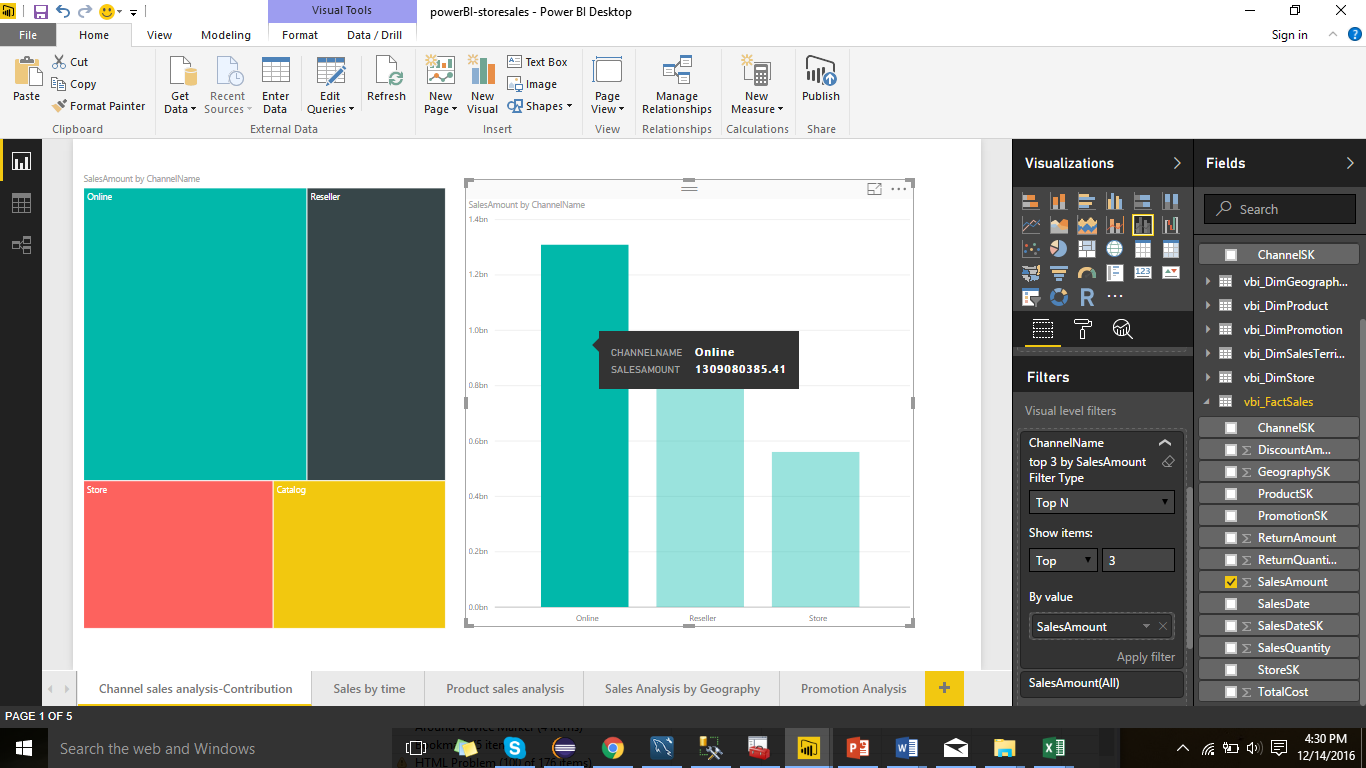 Visual Tools
powerBI-storesales - Power BI Desktop
File
Home
View
Modeling
Format
Data / Drill
Sign in
Paste
Cut
Copy
Format Painter
Clipboard
Get Data
Recent Sources
Enter Data
Edit Queries
Refresh
External Data
New Page
New Visual
Text Box
Image
Shapes
Insert
Page View
View
Manage Relationships
Relationships
New Measure
Calculations
Publish
Share
SalesAmount by ChannelName
Online
Reseller
Store
Catalog
SalesAmount by ChannelName
1.4bn
1.2bn
1.0bn
0.8bn
0.6bn
0.4bn
0.2bn
0.0bn
CHANNELNAME Online
SALESAMOUNT 1309080385.41
Online
Reseller
Store
Visualizations
R
123
Filters
Visual level filters
ChannelName
top 3 by SalesAmount
Filter Type
Top N
Show items:
Top
3
By value
SalesAmount
Apply filter
SalesAmount(All)
Fields
Search
ChannelSK
vbi_DimGeograph...
vbi_DimProduct
vbi_DimPromotion
vbi_DimSalesTerri...
vbi_DimStore
vbi_FactSales
ChannelSK
DiscountAm...
GeographySK
ProductSK
PromotionSK
ReturnAmount
ReturnQuanti...
SalesAmount
SalesDate
SalesDateSK
SalesQuantity
StoreSK
TotalCost
Channel sales analysis-Contribution
Sales by time
Product sales analysis
Sales Analysis by Geography
Promotion Analysis
PAGE 1 OF 5
Search the web and Windows
HTML Problem (100 of 176 items)
4:30 PM
12/14/2016